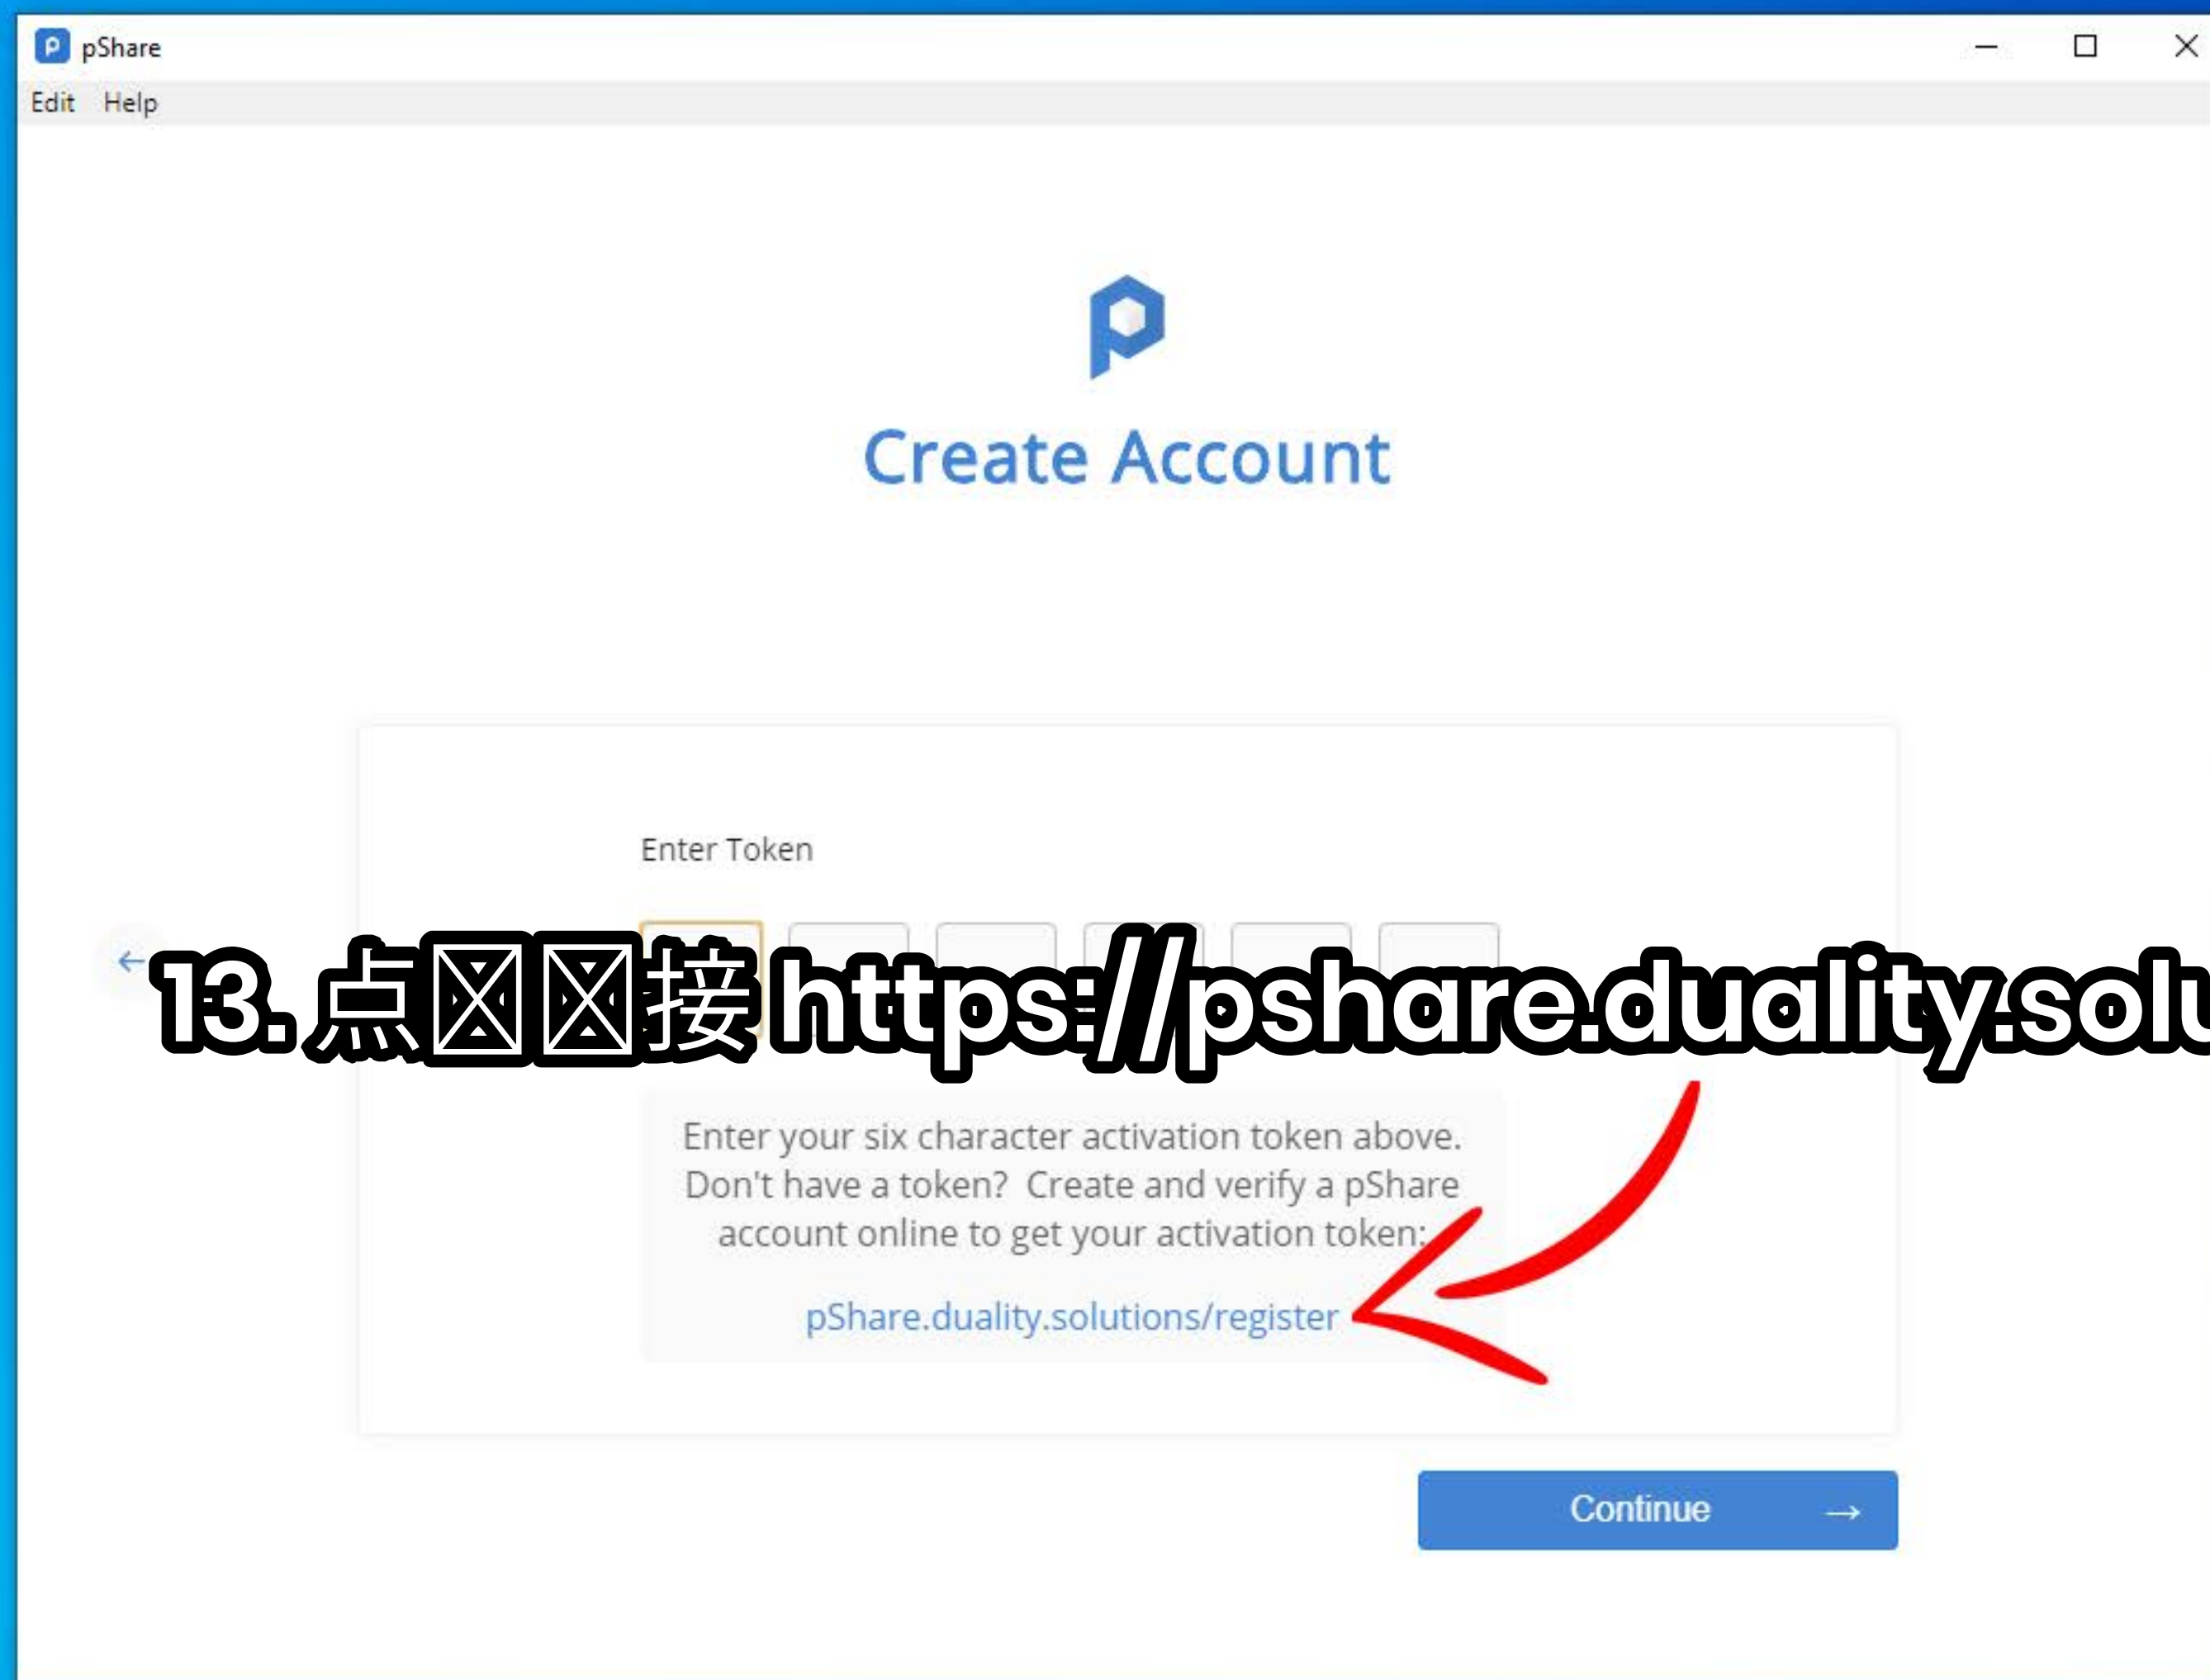 pShare
Edit Help
Create Account
Enter Token
13. 点接 https://pshare.duality.solu
Enter your six character activation token above.
Don't have a token? Create and verify a pShare
account online to get your activation token:
pShare.duality.solutions/register
Continue →